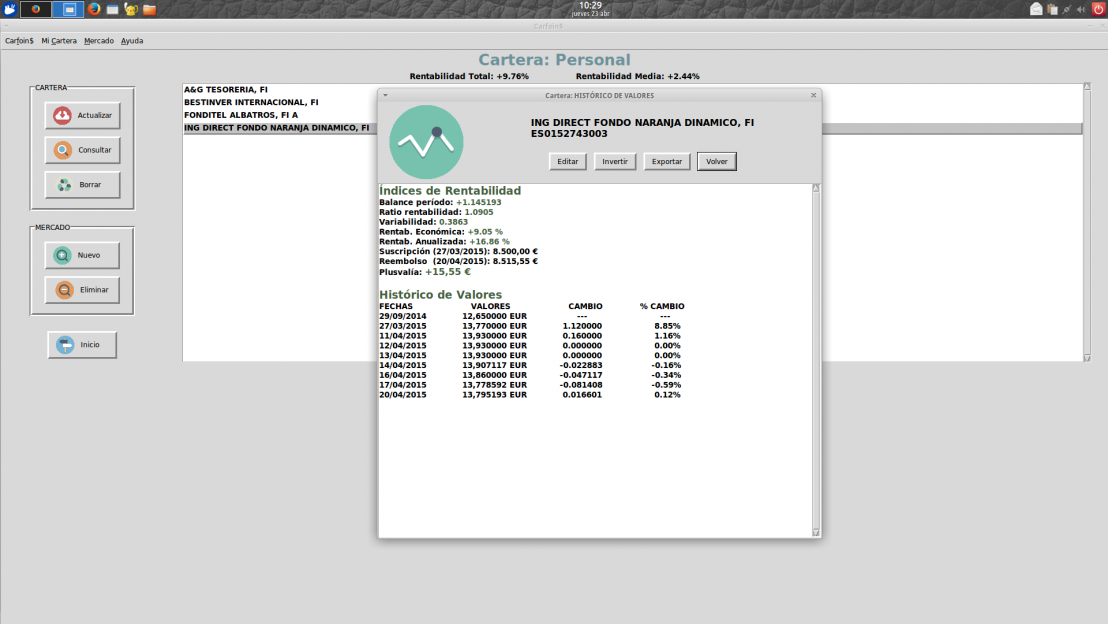 10:29
jueves 23 abr
Carfoin$
Carfoin$ Mi Cartera Mercado Ayuda
Cartera: Personal
Rentabilidad Total: +9.76% Rentabilidad Media: +2.44%
CARTERA
Actualizar
Consultar
Borrar
MERCADO
Nuevo
Eliminar
Inicio
A&G TESORERIA, FI
BESTINVER INTERNACIONAL, FI
FONDITEL ALBATROS, FI A
ING DIRECT FONDO NARANJA DINAMICO, FI
Cartera: HISTÓRICO DE VALORES
ING DIRECT FONDO NARANJA DINAMICO, FI
ES0152743003
Editar Invertir Exportar Volver
Índices de Rentabilidad
Balance período: +1.145193
Ratio rentabilidad: 1.0905
Variabilidad: 0.3863
Rentab. Económica: +9.05 %
Rentab. Anualizada: +16.86 %
Suscripción (27/03/2015): 8.500,00 €
Reembolso (20/04/2015): 8.515,55 €
Plusvalía: +15,55 €
Histórico de Valores
FECHAS VALORES CAMBIO % CAMBIO
29/09/2014 12,650000 EUR --- ---
27/03/2015 13,770000 EUR 1.120000 8.85%
11/04/2015 13,930000 EUR 0.160000 1.16%
12/04/2015 13,930000 EUR 0.000000 0.00%
13/04/2015 13,930000 EUR 0.000000 0.00%
14/04/2015 13,907117 EUR -0.022883 -0.16%
16/04/2015 13,860000 EUR -0.047117 -0.34%
17/04/2015 13,778592 EUR -0.081408 -0.59%
20/04/2015 13,795193 EUR 0.016601 0.12%